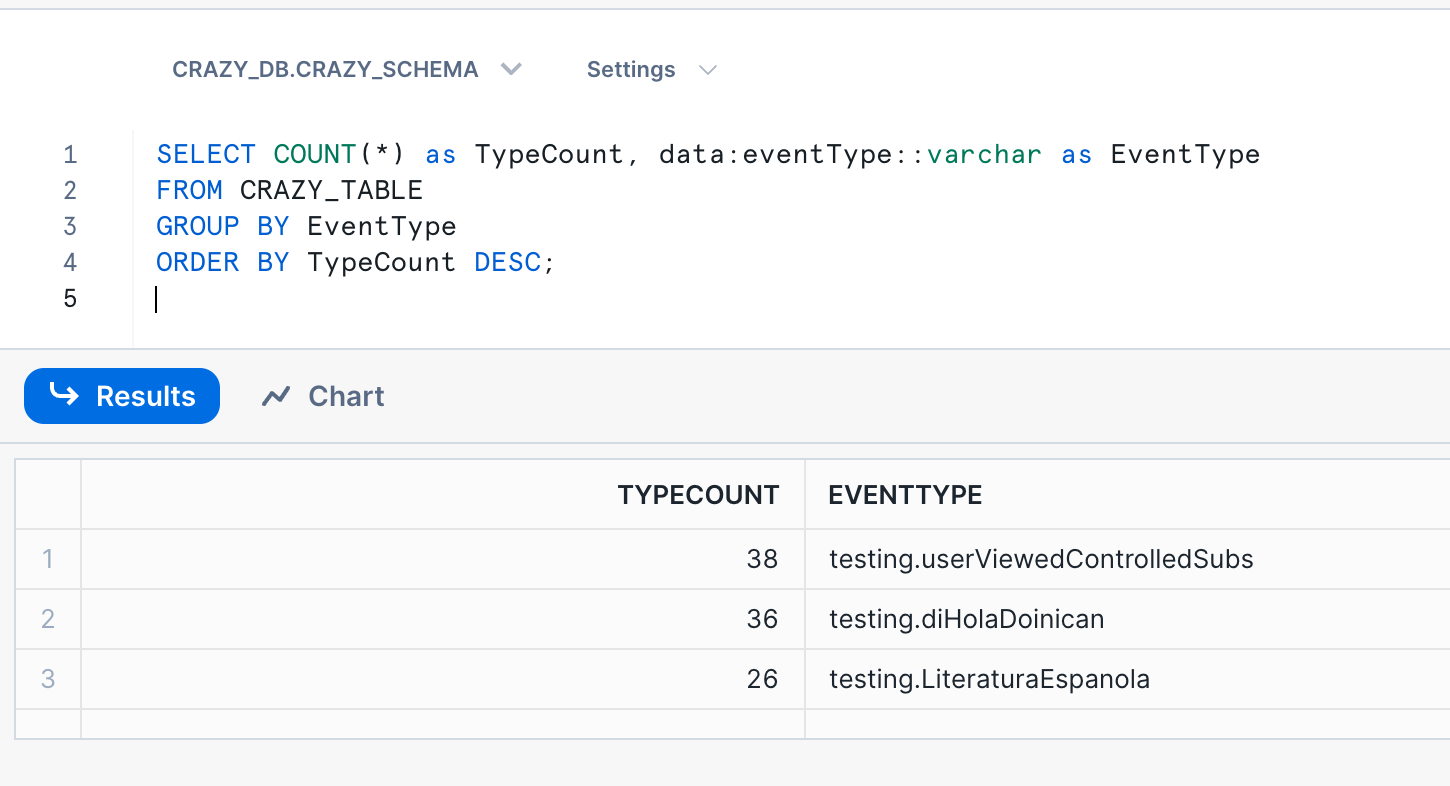 CRAZY_DB.CRAZY_SCHEMA Settings
1 SELECT COUNT(*) as TypeCount, data:eventType::varchar as EventType
2 FROM CRAZY_TABLE
3 GROUP BY EventType
4 ORDER BY TypeCount DESC;
5
Results Chart
TYPECOUNT EVENTTYPE
1 38 testing.userViewedControlledSubs
2 36 testing.diHolaDoinican
3 26 testing.LiteraturaEspanola